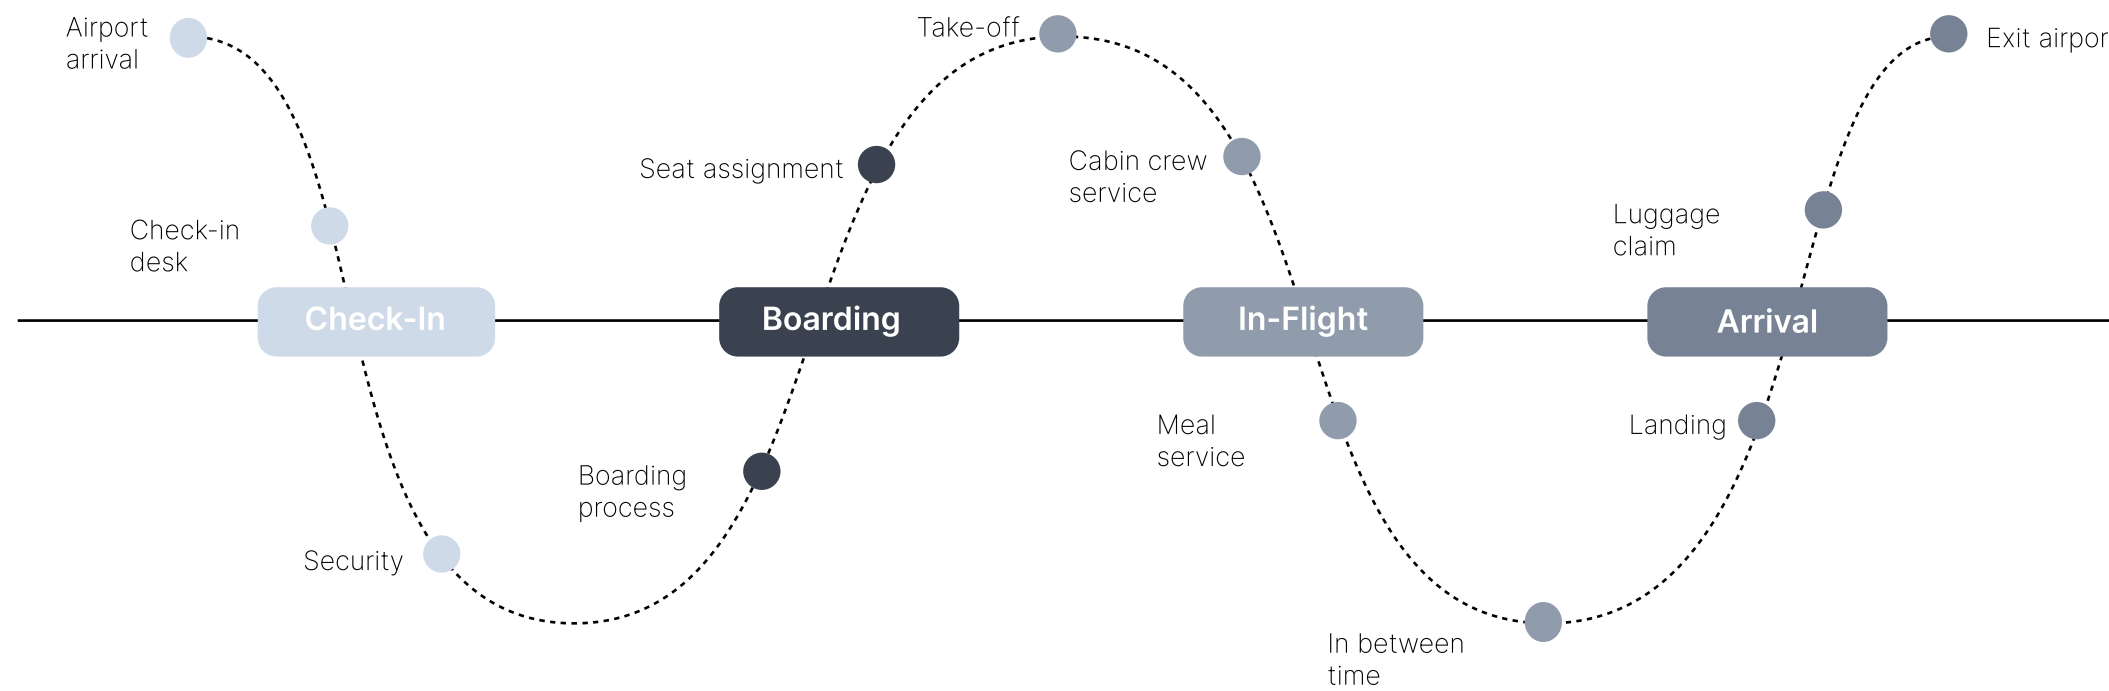 Airport
arrival
Check-in
desk
Check-In
Security
Boarding
process
Boarding
Seat assignment
Take-off
Cabin crew
service
In-Flight
Meal
service
In between
time
Landing
Arrival
Luggage
claim
Exit airpor